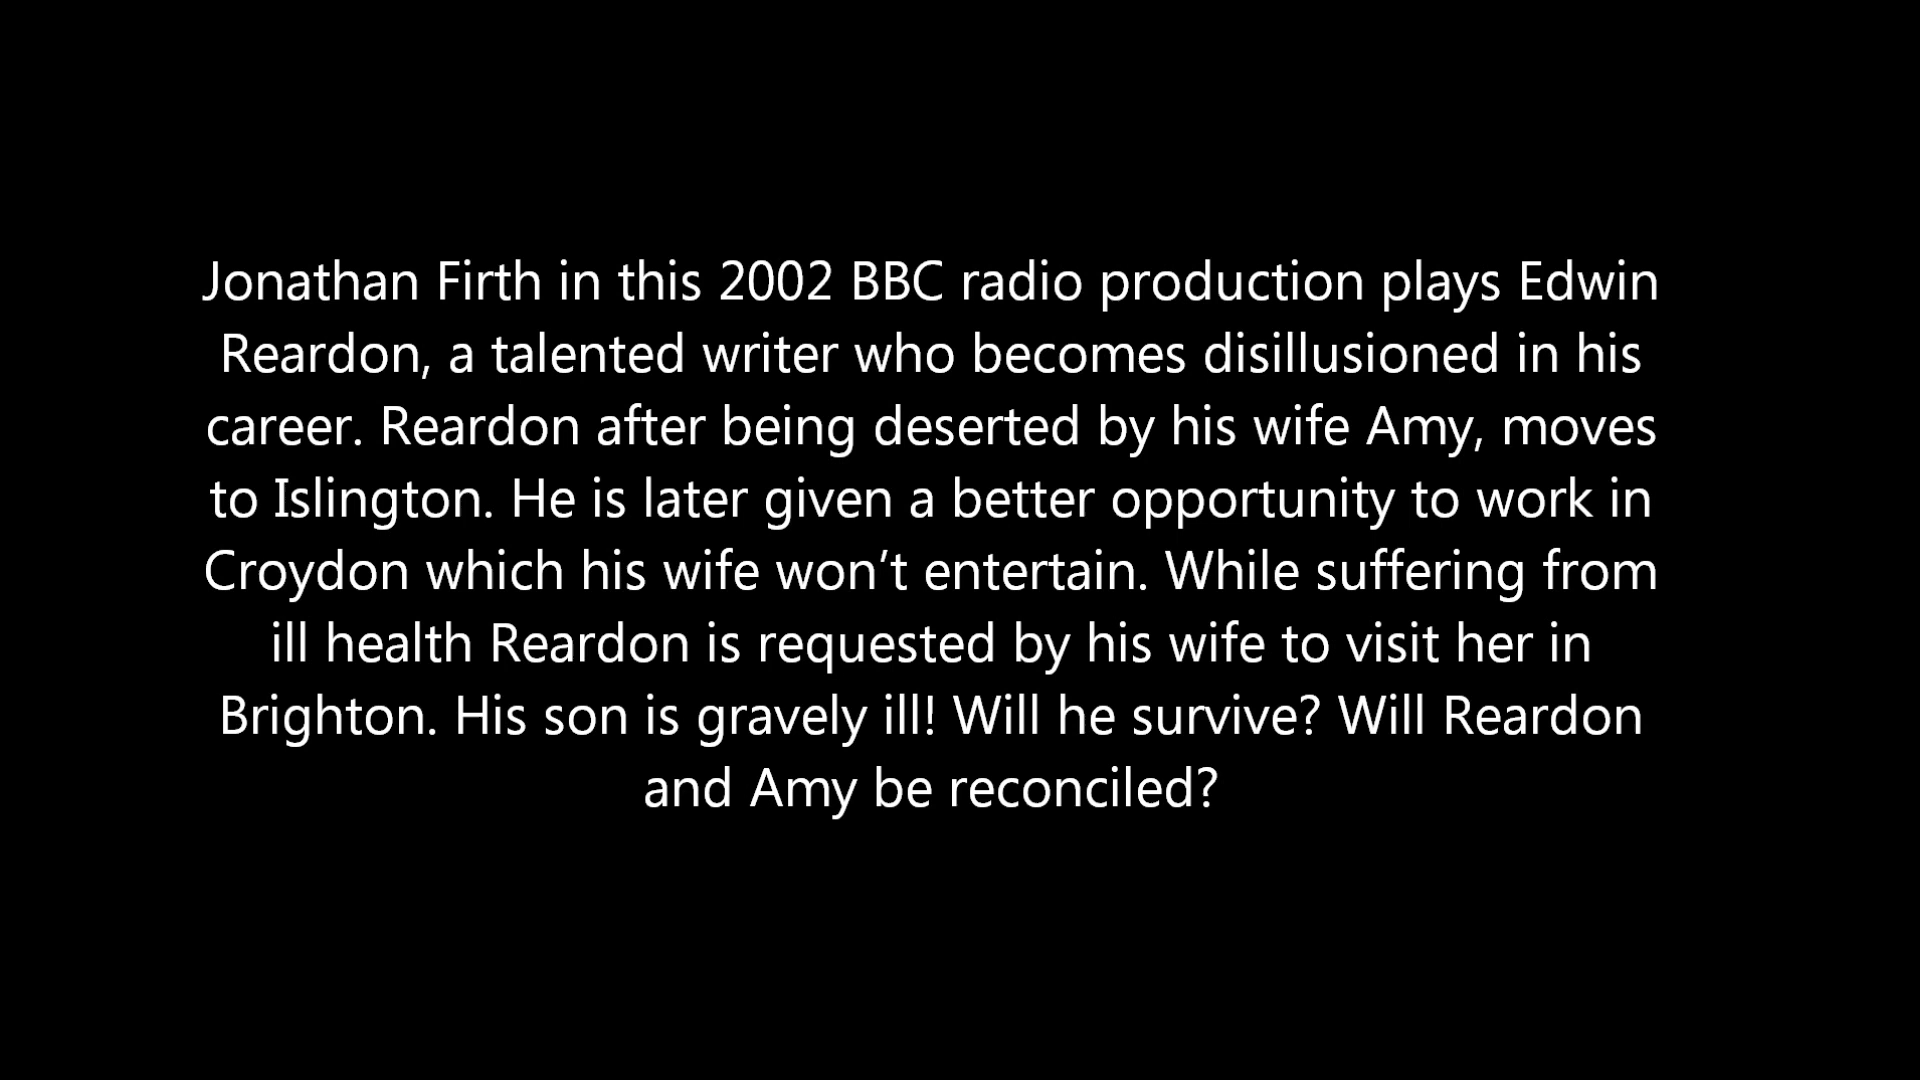 Jonathan Firth in this 2002 BBC radio production plays Edwin
Reardon, a talented writer who becomes disillusioned in his
career. Reardon after being deserted by his wife Amy, moves
to Islington. He is later given a better opportunity to work in
Croydon which his wife won’t entertain. While suffering from
ill health Reardon is requested by his wife to visit her in
Brighton. His son is gravely ill! Will he survive? Will Reardon
and Amy be reconciled?